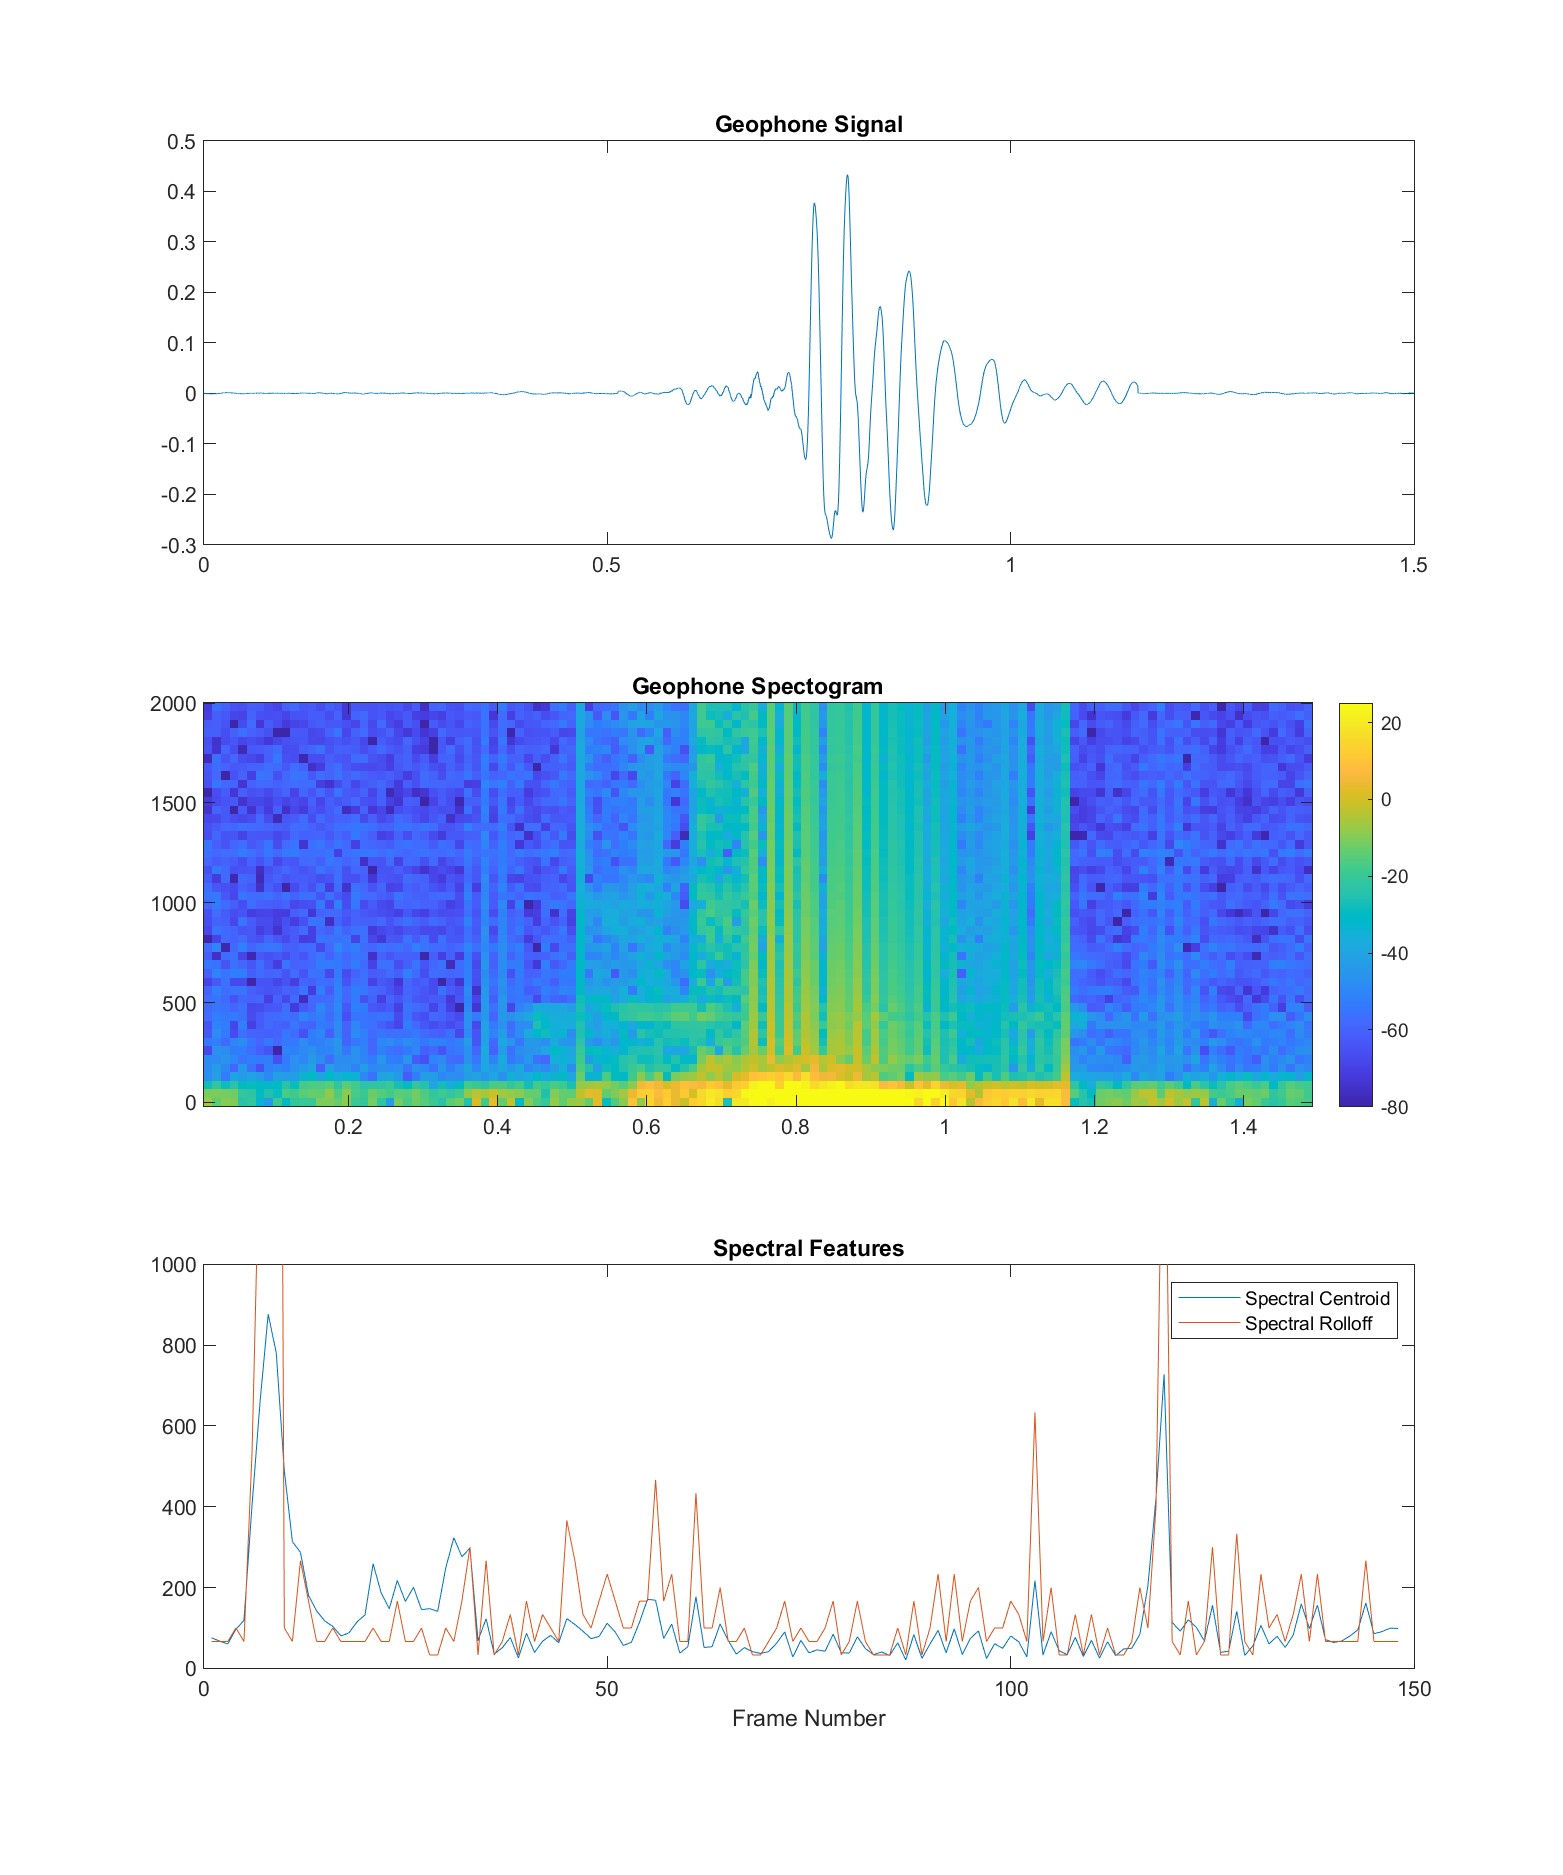 Geophone Signal
0.5
0.4
0.3
0.2
0.1
0
-0.1
-0.2
-0.3
0 0.5 1 1.5
Geophone Spectogram
2000
1500
1000
500
0
20
0
-20
-40
-60
-80
0.2 0.4 0.6 0.8 1 1.2 1.4
Spectral Features
1000
800
600
400
200
0
Spectral Centroid
Spectral Rolloff
0 50 100 150
Frame Number